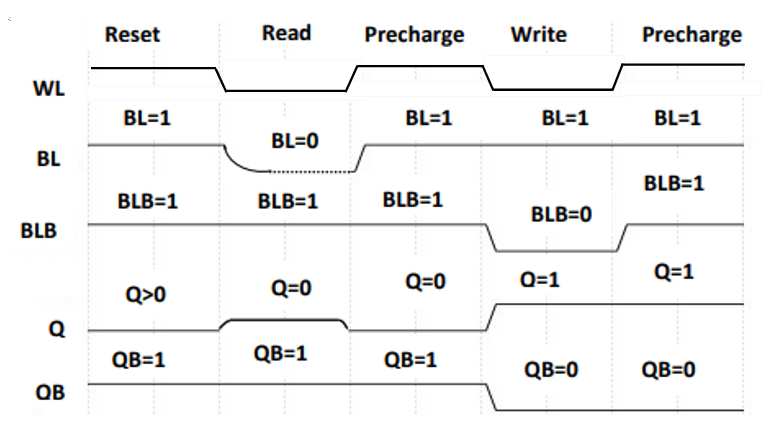 Reset Read Precharge Write Precharge
WL
BL=1 BL=0 BL=1 BL=1 BL=1
BL
BLB=1 BLB=1 BLB=1 BLB=0 BLB=1
BLB
Q>0 Q=0 Q=0 Q=1 Q=1
Q
QB=1 QB=1 QB=1 QB=0 QB=0
QB